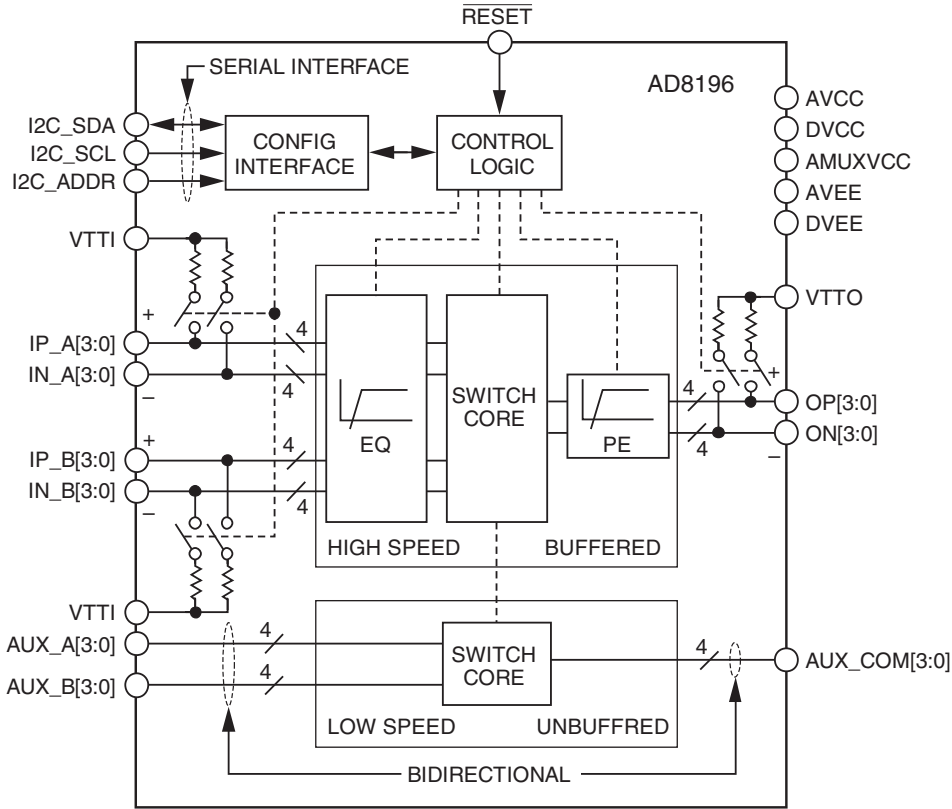 RESET
AD8196
SERIAL INTERFACE
I2C_SDA
I2C_SCL
I2C_ADDR
CONFIG
INTERFACE
CONTROL
LOGIC
AVCC
DVCC
AMUXVCC
AVEE
DVEE
VTTI
VTTO
+
IP_A[3:0]
4
IN_A[3:0]
4
–
+
IP_B[3:0]
4
IN_B[3:0]
4
–
EQ
SWITCH
CORE
PE
+
4
OP[3:0]
4
ON[3:0]
–
HIGH SPEED
BUFFERED
VTTI
AUX_A[3:0]
4
AUX_B[3:0]
4
SWITCH
CORE
4
AUX_COM[3:0]
LOW SPEED
UNBUFFRED
BIDIRECTIONAL